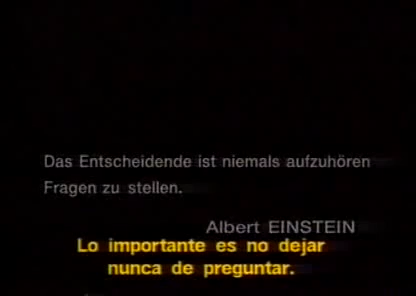 Das Entscheidende ist niemals aufzuhören
Fragen zu stellen.
Albert EINSTEIN
Lo importante es no dejar
nunca de preguntar.